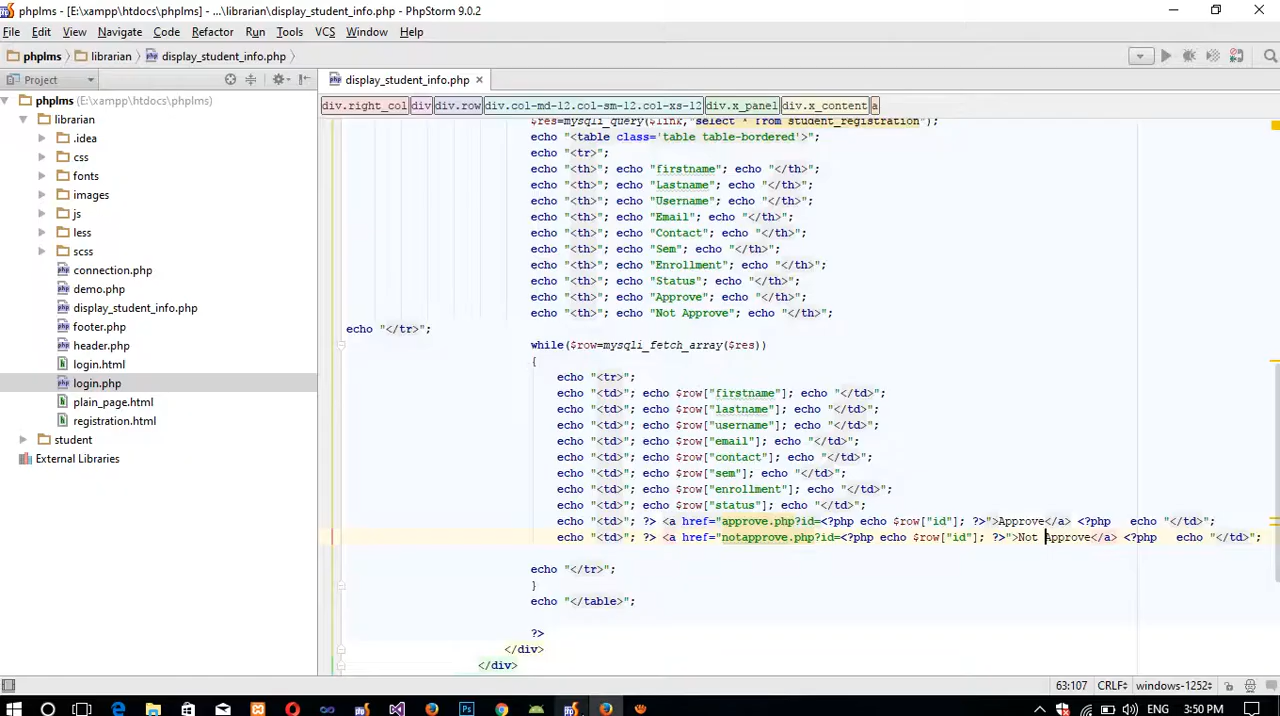 phplms - [E:\xampp\htdocs\phplms] - ...\librarian\display_student_info.php - PhpStorm 9.0.2
File Edit View Navigate Code Refactor Run Tools VCS Window Help
phplms librarian display_student_info.php
Project display_student_info.php ×
phplms (E:\xampp\htdocs\phplms)
librarian
.idea
css
fonts
images
js
less
scss
connection.php
demo.php
display_student_info.php
footer.php
header.php
login.html
login.php
plain_page.html
registration.html
student
External Libraries
div.right_col div div.row div.col-md-12.col-sm-12.col-xs-12 div.x_panel div.x_content a
$res=mysqli_query($link,"select * from student_registration");
echo "<table class='table table-bordered'>";
echo "<tr>";
echo "<th>"; echo "firstname"; echo "</th>";
echo "<th>"; echo "Lastname"; echo "</th>";
echo "<th>"; echo "Username"; echo "</th>";
echo "<th>"; echo "Email"; echo "</th>";
echo "<th>"; echo "Contact"; echo "</th>";
echo "<th>"; echo "Sem"; echo "</th>";
echo "<th>"; echo "Enrollment"; echo "</th>";
echo "<th>"; echo "Status"; echo "</th>";
echo "<th>"; echo "Approve"; echo "</th>";
echo "<th>"; echo "Not Approve"; echo "</th>";
echo "</tr>";
while($row=mysqli_fetch_array($res))
{
echo "<tr>";
echo "<td>"; echo $row["firstname"]; echo "</td>";
echo "<td>"; echo $row["lastname"]; echo "</td>";
echo "<td>"; echo $row["username"]; echo "</td>";
echo "<td>"; echo $row["email"]; echo "</td>";
echo "<td>"; echo $row["contact"]; echo "</td>";
echo "<td>"; echo $row["sem"]; echo "</td>";
echo "<td>"; echo $row["enrollment"]; echo "</td>";
echo "<td>"; echo $row["status"]; echo "</td>";
echo "<td>"; ?> <a href="approve.php?id=<?php echo $row["id"]; ?>">Approve</a> <?php echo "</td>";
echo "<td>"; ?> <a href="notapprove.php?id=<?php echo $row["id"]; ?>">Not Approve</a> <?php echo "</td>";
echo "</tr>";
}
echo "</table>";
?>
</div>
</div>
63:107 CRLF÷ windows-1252÷
ENG 3:50 PM